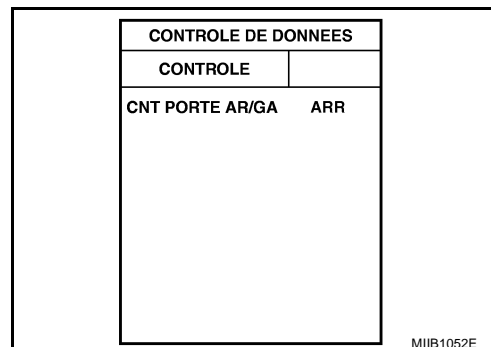 CONTROLE DE DONNEES
CONTROLE
CNT PORTE AR/GA ARR
MIIB1052E